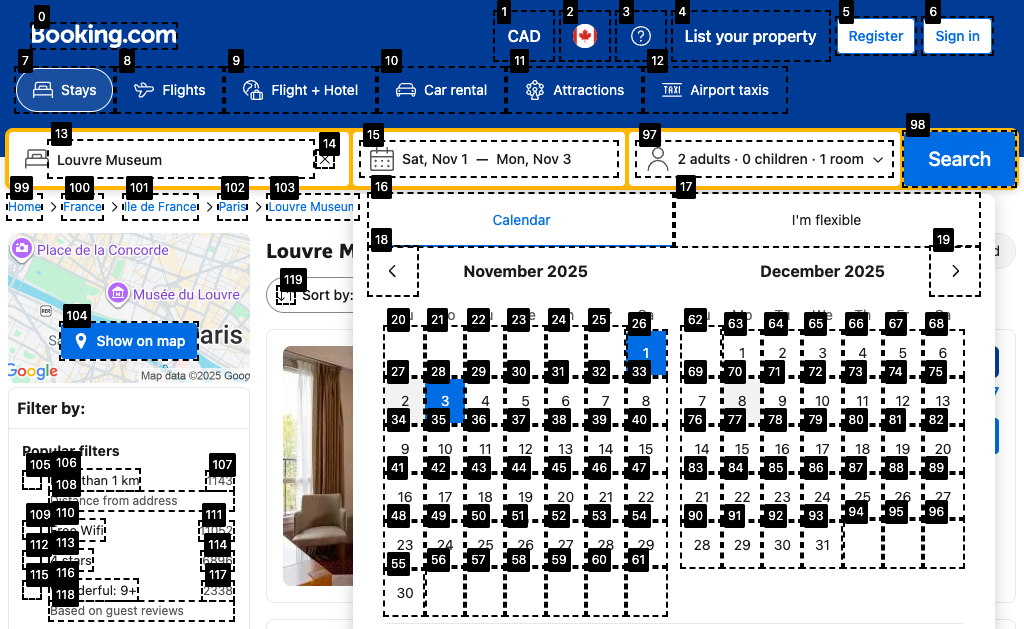 0
Booking.com
1
CAD
2
3
4
List your property
5
Register
6
Sign in
7
Stays
8
Flights
9
Flight + Hotel
10
Car rental
11
Attractions
12
Airport taxis
13
Louvre Museum
14
15
Sat, Nov 1 — Mon, Nov 3
97
2 adults · 0 children · 1 room
98
Search
99
Home
100
France
101
Ile de France
102
Paris
103
Louvre Museum
16
Calendar
17
I'm flexible
18
November 2025
December 2025
19
Place de la Concorde
Musée du Louvre
RER
104
Show on map
aris
Google
Map data ©2025
Louvre M
119
Sort by:
20 21 22 23 24 25 26
1
27 28 29 30 31 32 33
2 3 4 5 6 7 8
34 35 36 37 38 39 40
9 10 11 12 13 14 15
41 42 43 44 45 46 47
16 17 18 19 20 21 22
48 49 50 51 52 53 54
23 24 25 26 27 28 29
55 56 57 58 59 60 61
30
62 63 64 65 66 67 68
1 2 3 4 5 6
69 70 71 72 73 74 75
7 8 9 10 11 12 13
76 77 78 79 80 81 82
14 15 16 17 18 19 20
83 84 85 86 87 88 89
21 22 23 24 25 26 27
90 91 92 93 94 95 96
28 29 30 31
Filter by:
Popular filters
105 106 107
than 1 km
1143
108
Distance from address
109 110 111
Free Wifi
112 113 114
stars
115 116 117
derful: 9+
2338
118
Based on guest reviews